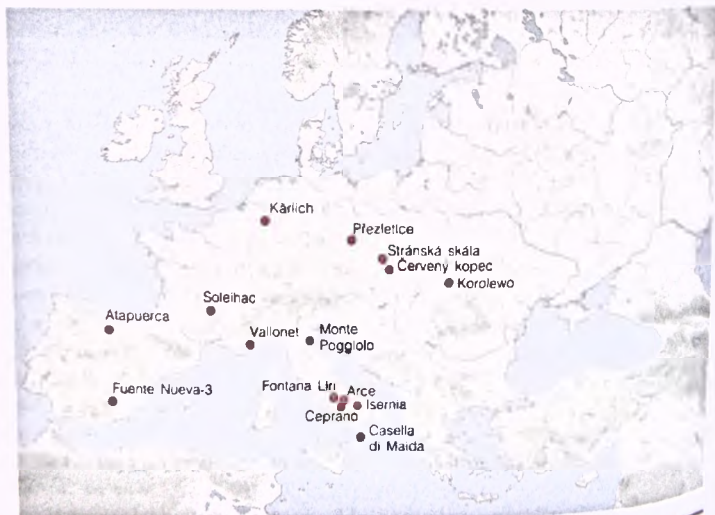 Kärlich
Přezletice
Stránská skála
Červený kopec
Korolewo
Soleihac
Atapuerca
Vallonet
Monte
Poggiolo
Fuente Nueva-3
Fontana Liri
Arce
Isernia
Ceprano
Casella
di Maida